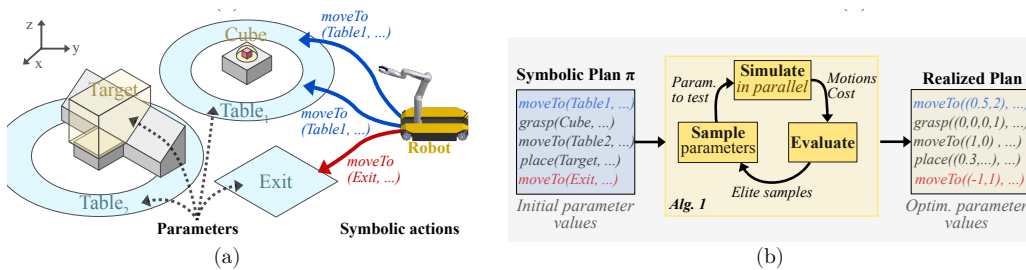 z
y
x
moveTo
(Table1, ...)
Cube
Target
Table1
moveTo
(Table1, ...)
Robot
moveTo
(Exit, ...)
Exit
Table2
Parameters
Symbolic actions
(a)
Symbolic Plan π
moveTo(Table1, ...)
grasp(Cube, ...)
moveTo(Table2, ...)
place(Target, ...)
moveTo(Exit, ...)
Initial parameter
values
Param.
to test
Simulate
in parallel
Motions
Cost
Sample
parameters
Evaluate
Elite samples
Alg. 1
Realized Plan
moveTo((0.5,2), ...)
grasp((0,0,0,1), ...)
moveTo((1,0) , ...)
place((0.3,...), ...)
moveTo((-1,1), ...)
Optim. parameter
values
(b)